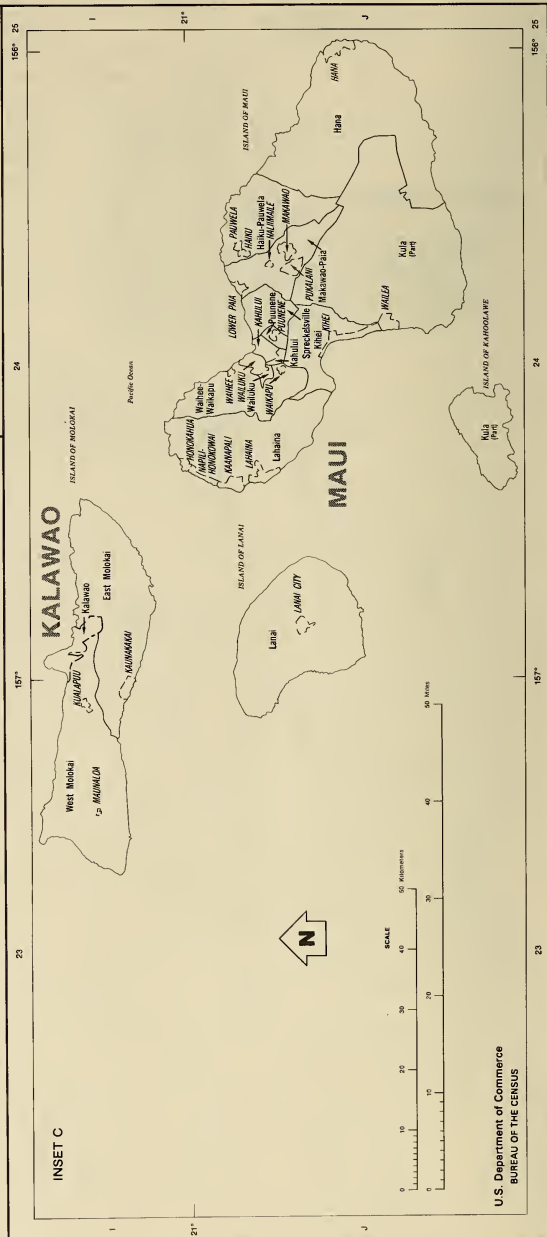 INSET C
23
157°
24
156°
25
I
21°
J
KALAWAO
ISLAND OF MOLOKAI
West Molokai
MAUNALOA
KUALAPUU
Kalawao
East Molokai
KAUNAKAKAI
Pacific Ocean
ISLAND OF LANAI
Lanai
LANAI CITY
MAUI
ISLAND OF MAUI
HONOKAHUA
NAPILI-
HONOKOWAI
KAANAPALI
LAHAINA
Lahaina
Waihee-
Waikapu
WAIHEE
WAILUKU
Wailuku
WAIKAPU
Kahului
KAHULUI
LOWER PAIA
Puunene
PUUNENE
Spreckelsville
Kihei
KIHEI
WAILEA
PAUWELA
HAIKU
Haiku-Pauwela
HALIIMAILE
MAKAWAO
PUKALANI
Makawao-Paia
Kula
(Part)
HANA
Hana
ISLAND OF KAHOOLAWE
Kula
(Part)
N
SCALE
0 10 20 30 40 50 Kilometers
0 10 20 30 40 50 Miles
U.S. Department of Commerce
BUREAU OF THE CENSUS
23
157°
24
156°
25
I
21°
J